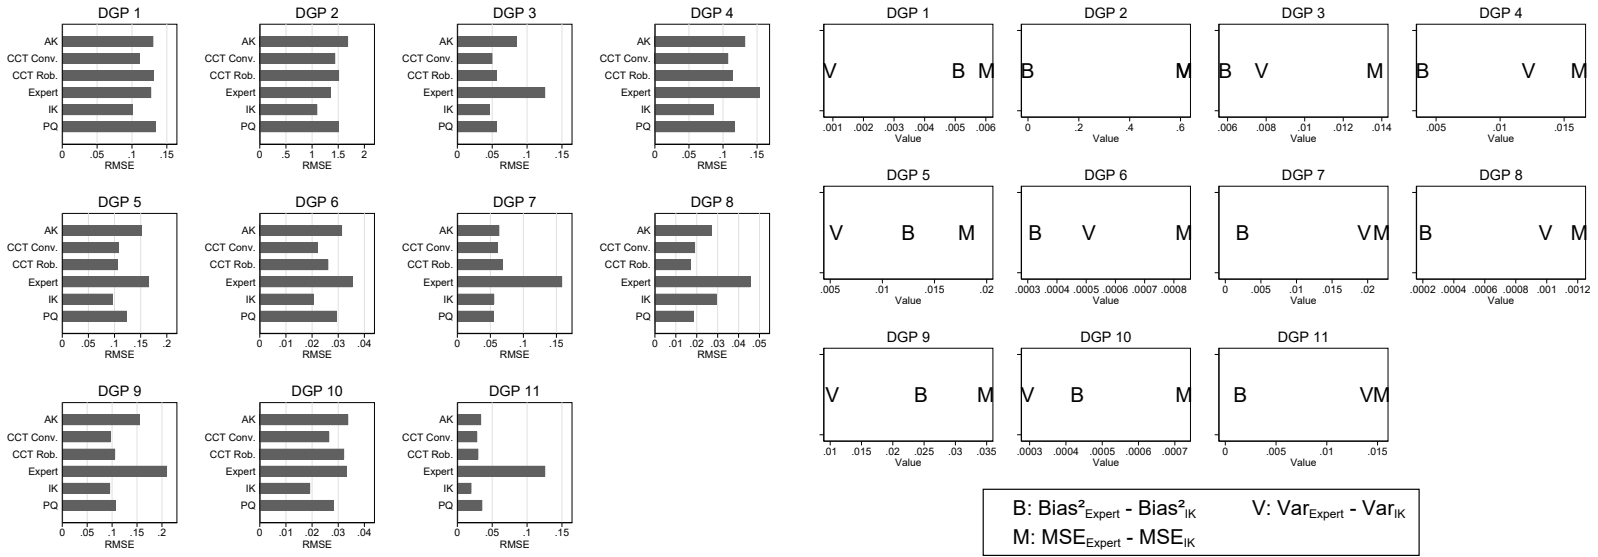 DGP 1
AK
CCT Conv.
CCT Rob.
Expert
IK
PQ
0 .05 .1 .15
RMSE
DGP 2
AK
CCT Conv.
CCT Rob.
Expert
IK
PQ
0 .5 1 1.5 2
RMSE
DGP 3
AK
CCT Conv.
CCT Rob.
Expert
IK
PQ
0 .05 .1 .15
RMSE
DGP 4
AK
CCT Conv.
CCT Rob.
Expert
IK
PQ
0 .05 .1 .15
RMSE
DGP 5
AK
CCT Conv.
CCT Rob.
Expert
IK
PQ
0 .05 .1 .15 .2
RMSE
DGP 6
AK
CCT Conv.
CCT Rob.
Expert
IK
PQ
0 .01 .02 .03 .04
RMSE
DGP 7
AK
CCT Conv.
CCT Rob.
Expert
IK
PQ
0 .05 .1 .15
RMSE
DGP 8
AK
CCT Conv.
CCT Rob.
Expert
IK
PQ
0 .01 .02 .03 .04 .05
RMSE
DGP 9
AK
CCT Conv.
CCT Rob.
Expert
IK
PQ
0 .05 .1 .15 .2
RMSE
DGP 10
AK
CCT Conv.
CCT Rob.
Expert
IK
PQ
0 .01 .02 .03 .04
RMSE
DGP 11
AK
CCT Conv.
CCT Rob.
Expert
IK
PQ
0 .05 .1 .15
RMSE
DGP 1
V B M
.001 .002 .003 .004 .005 .006
Value
DGP 2
B V M
0 .2 .4 .6
Value
DGP 3
B V M
.006 .008 .01 .012 .014
Value
DGP 4
B V M
.005 .01 .015
Value
DGP 5
V B M
.005 .01 .015 .02
Value
DGP 6
B V M
.0003 .0004 .0005 .0006 .0007 .0008
Value
DGP 7
B V M
0 .005 .01 .015 .02
Value
DGP 8
B V M
.0002 .0004 .0006 .0008 .001 .0012
Value
DGP 9
V B M
.01 .015 .02 .025 .03 .035
Value
DGP 10
V B M
.0003 .0004 .0005 .0006 .0007
Value
DGP 11
B V M
0 .005 .01 .015
Value
B: Bias²Expert - Bias²IK V: VarExpert - VarIK
M: MSEExpert - MSEIK